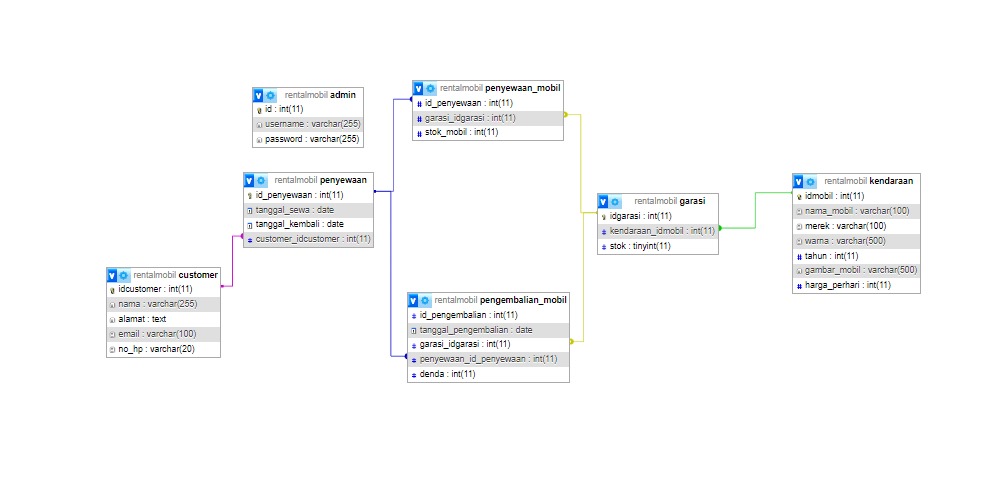 rentalmobil admin
id : int(11)
username : varchar(255)
password : varchar(255)
rentalmobil penyewaan_mobil
id_penyewaan : int(11)
garasi_idgarasi : int(11)
stok_mobil : int(11)
rentalmobil penyewaan
id_penyewaan : int(11)
tanggal_sewa : date
tanggal_kembali : date
customer_idcustomer : int(11)
rentalmobil garasi
idgarasi : int(11)
kendaraan_idmobil : int(11)
stok : tinyint(11)
rentalmobil kendaraan
idmobil : int(11)
nama_mobil : varchar(100)
merek : varchar(100)
warna : varchar(500)
tahun : int(11)
gambar_mobil : varchar(500)
harga_perhari : int(11)
rentalmobil customer
idcustomer : int(11)
nama : varchar(255)
alamat : text
email : varchar(100)
no_hp : varchar(20)
rentalmobil pengembalian_mobil
id_pengembalian : int(11)
tanggal_pengembalian : date
garasi_idgarasi : int(11)
penyewaan_id_penyewaan : int(11)
denda : int(11)